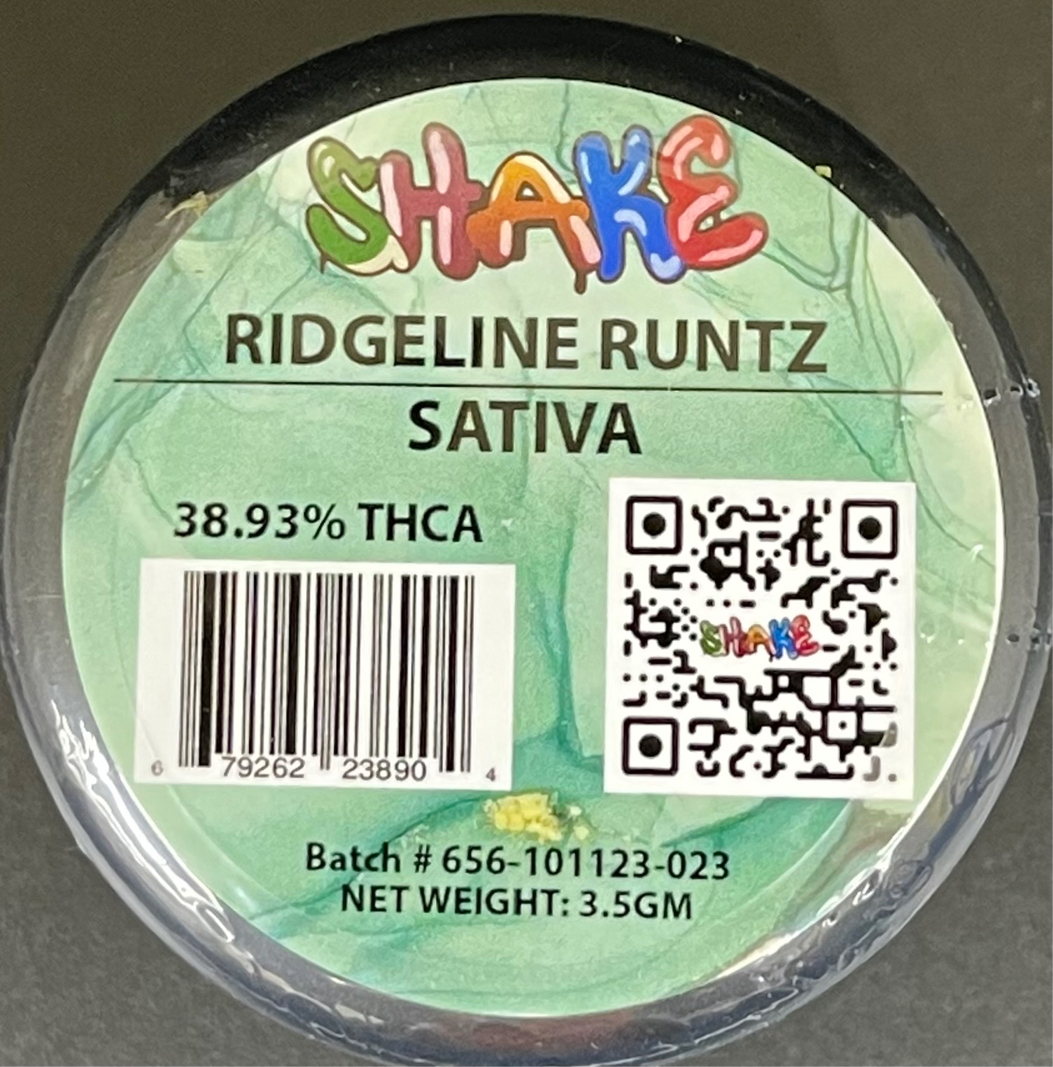 SHAKE
RIDGELINE RUNTZ
SATIVA
38.93% THCA
SHAKE
6 79262 23890 4
Batch # 656-101123-023
NET WEIGHT: 3.5GM